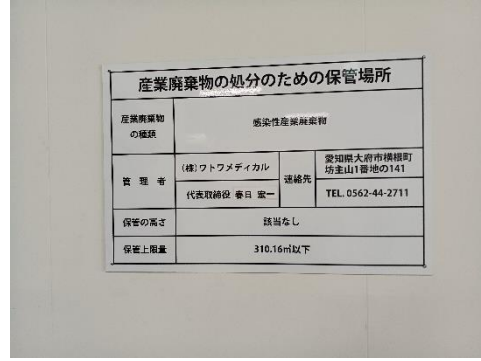 産業廃棄物の処分のための保管場所
産業廃棄物
の種類
感染性産業廃棄物
管理者
(株)ワトワメディカル
代表取締役 春日 宏一
連絡先
愛知県大府市横根町
坊主山1番地の141
TEL. 0562-44-2711
保管の高さ
該当なし
保管上限量
310.16㎥以下